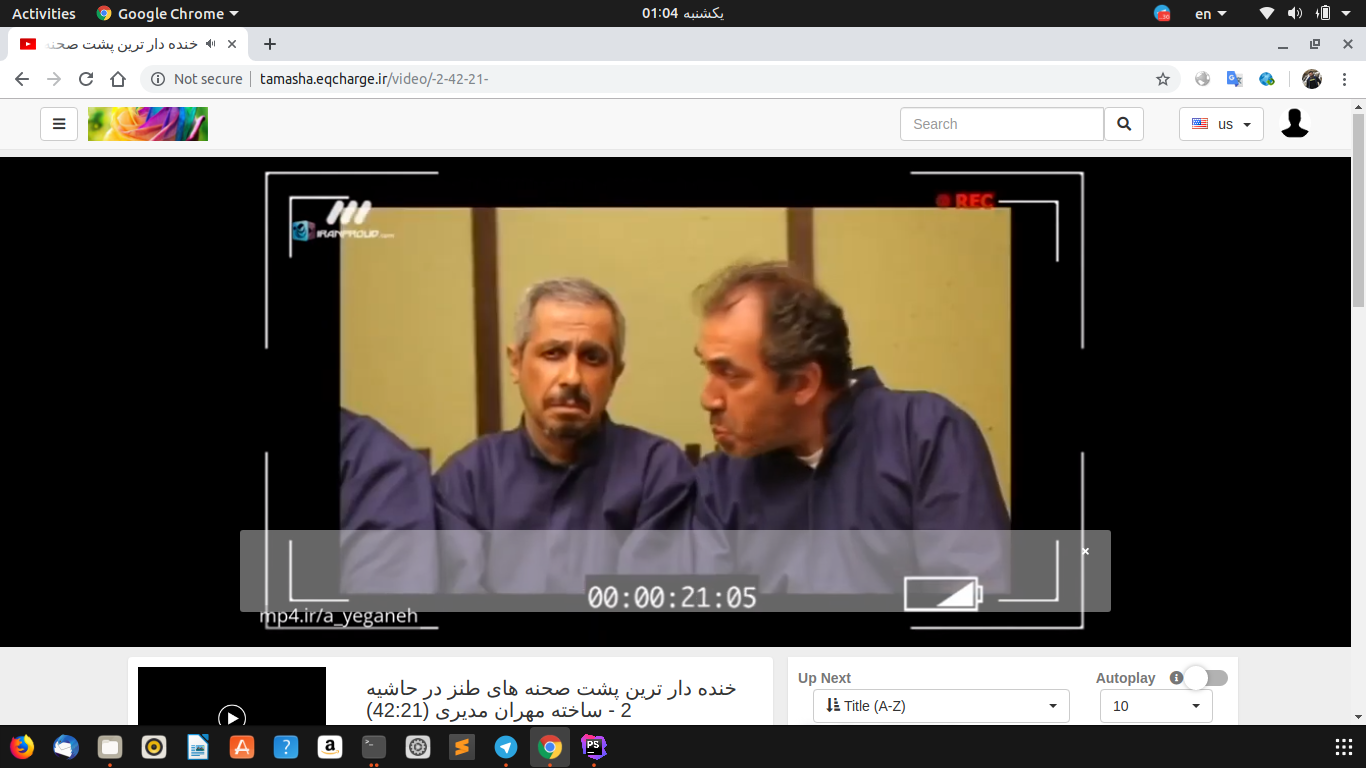 Activities Google Chrome یکشنبه 01:04 en
خنده دار ترین پشت صحنه
Not secure tamasha.eqcharge.ir/video/-2-42-21-
Search us
REC
IRANPROUD.com
00:00:21:05
mp4.ir/a_yeganeh
خنده دار ترین پشت صحنه های طنز در حاشیه
2 - ساخته مهران مدیری (42:21)
Up Next Autoplay
Title (A-Z) 10